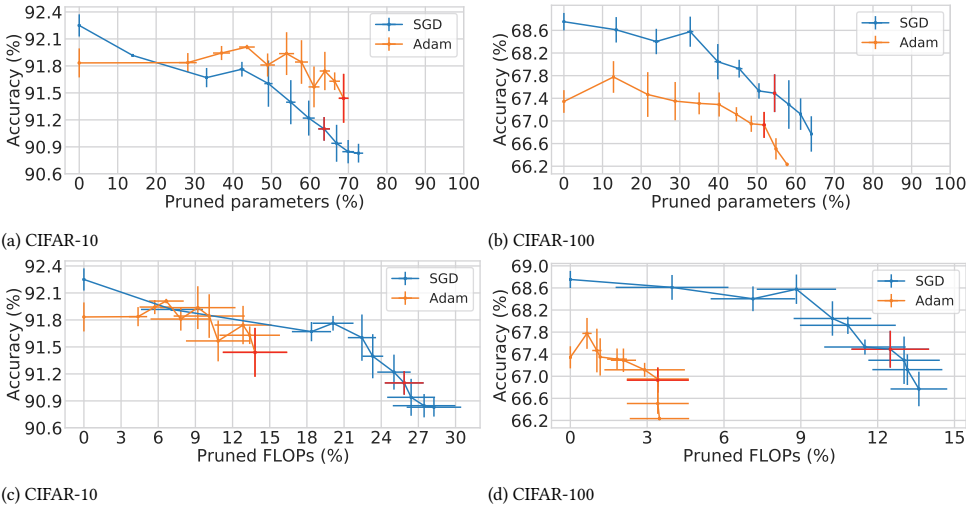 92.4
92.1
91.8
91.5
91.2
90.9
90.6
Accuracy (%)
SGD
Adam
0 10 20 30 40 50 60 70 80 90 100
Pruned parameters (%)
(a) CIFAR-10
68.6
68.2
67.8
67.4
67.0
66.6
66.2
Accuracy (%)
SGD
Adam
0 10 20 30 40 50 60 70 80 90 100
Pruned parameters (%)
(b) CIFAR-100
92.4
92.1
91.8
91.5
91.2
90.9
90.6
Accuracy (%)
SGD
Adam
0 3 6 9 12 15 18 21 24 27 30
Pruned FLOPs (%)
(c) CIFAR-10
69.0
68.6
68.2
67.8
67.4
67.0
66.6
66.2
Accuracy (%)
SGD
Adam
0 3 6 9 12 15
Pruned FLOPs (%)
(d) CIFAR-100